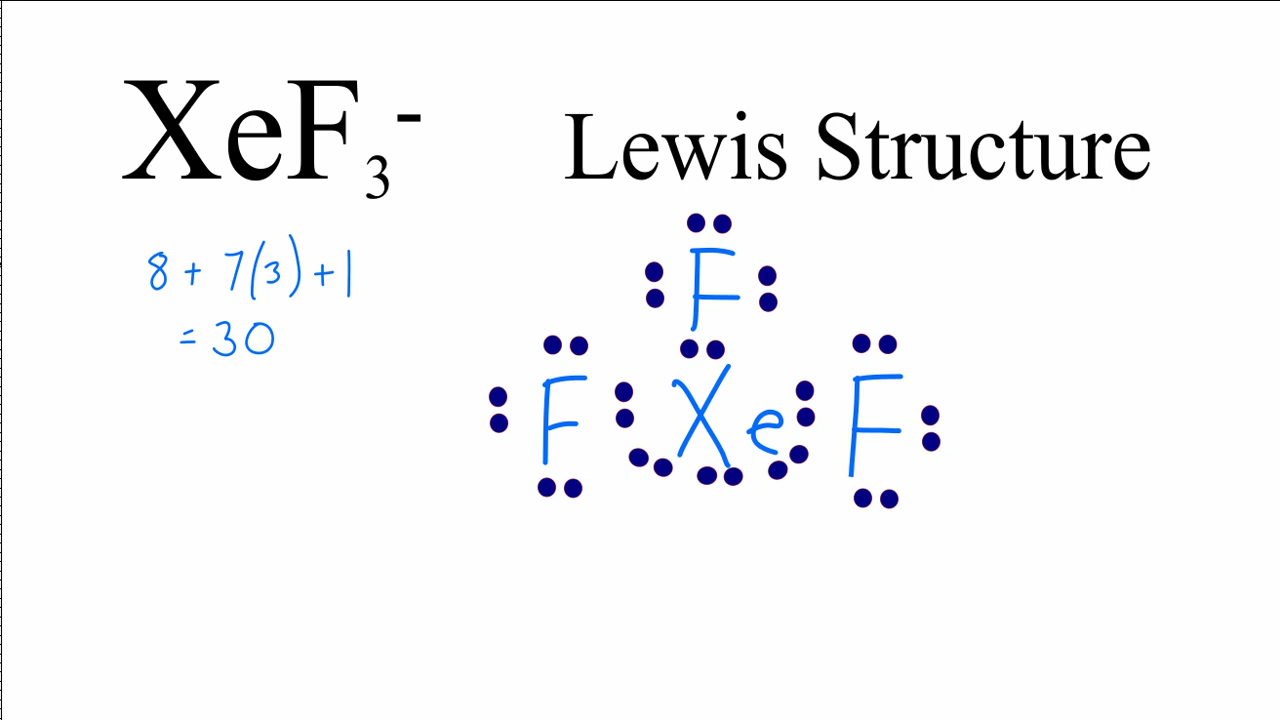 XeF3- Lewis Structure
8 + 7(3) + 1
= 30
F
F Xe F